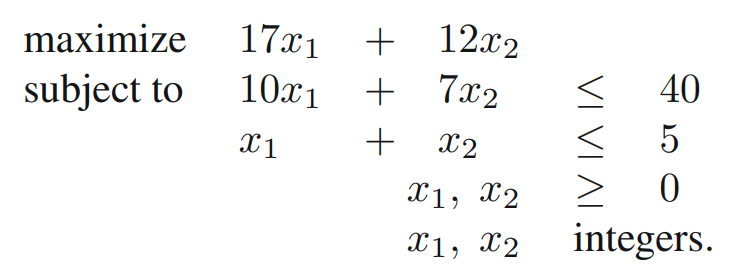 maximize 17x₁ + 12x₂
subject to 10x₁ + 7x₂ ≤ 40
x₁ + x₂ ≤ 5
x₁, x₂ ≥ 0
x₁, x₂ integers.